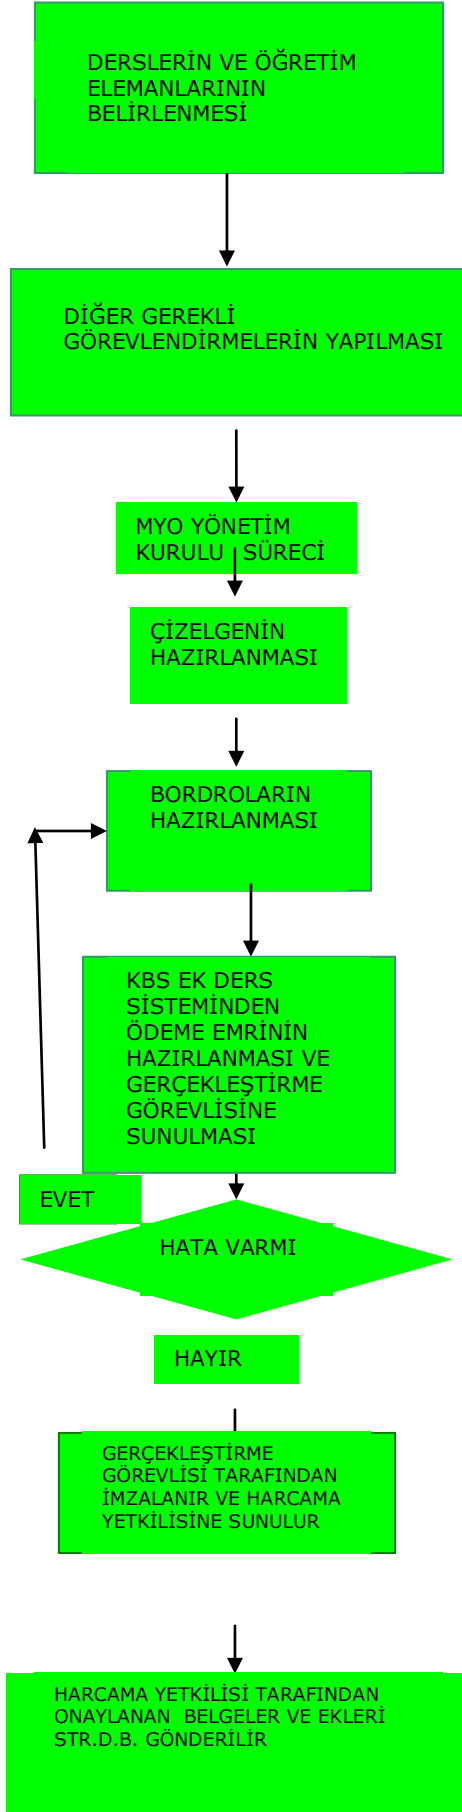 DERSLERİN VE ÖĞRETİM
ELEMANLARININ
BELİRLENMESİ
DİĞER GEREKLİ
GÖREVLENDİRMELERİN YAPILMASI
MYO YÖNETİM
KURULU SÜRECİ
ÇİZELGENİN
HAZIRLANMASI
BORDROLARIN
HAZIRLANMASI
KBS EK DERS
SİSTEMİNDEN
ÖDEME EMRİNİN
HAZIRLANMASI VE
GERÇEKLEŞTİRME
GÖREVLİSİNE
SUNULMASI
EVET
HATA VARMI
HAYIR
GERÇEKLEŞTİRME
GÖREVLİSİ TARAFINDAN
İMZALANIR VE HARCAMA
YETKİLİSİNE SUNULUR
HARCAMA YETKİLİSİ TARAFINDAN
ONAYLANAN BELGELER VE EKLERİ
STR.D.B. GÖNDERİLİR